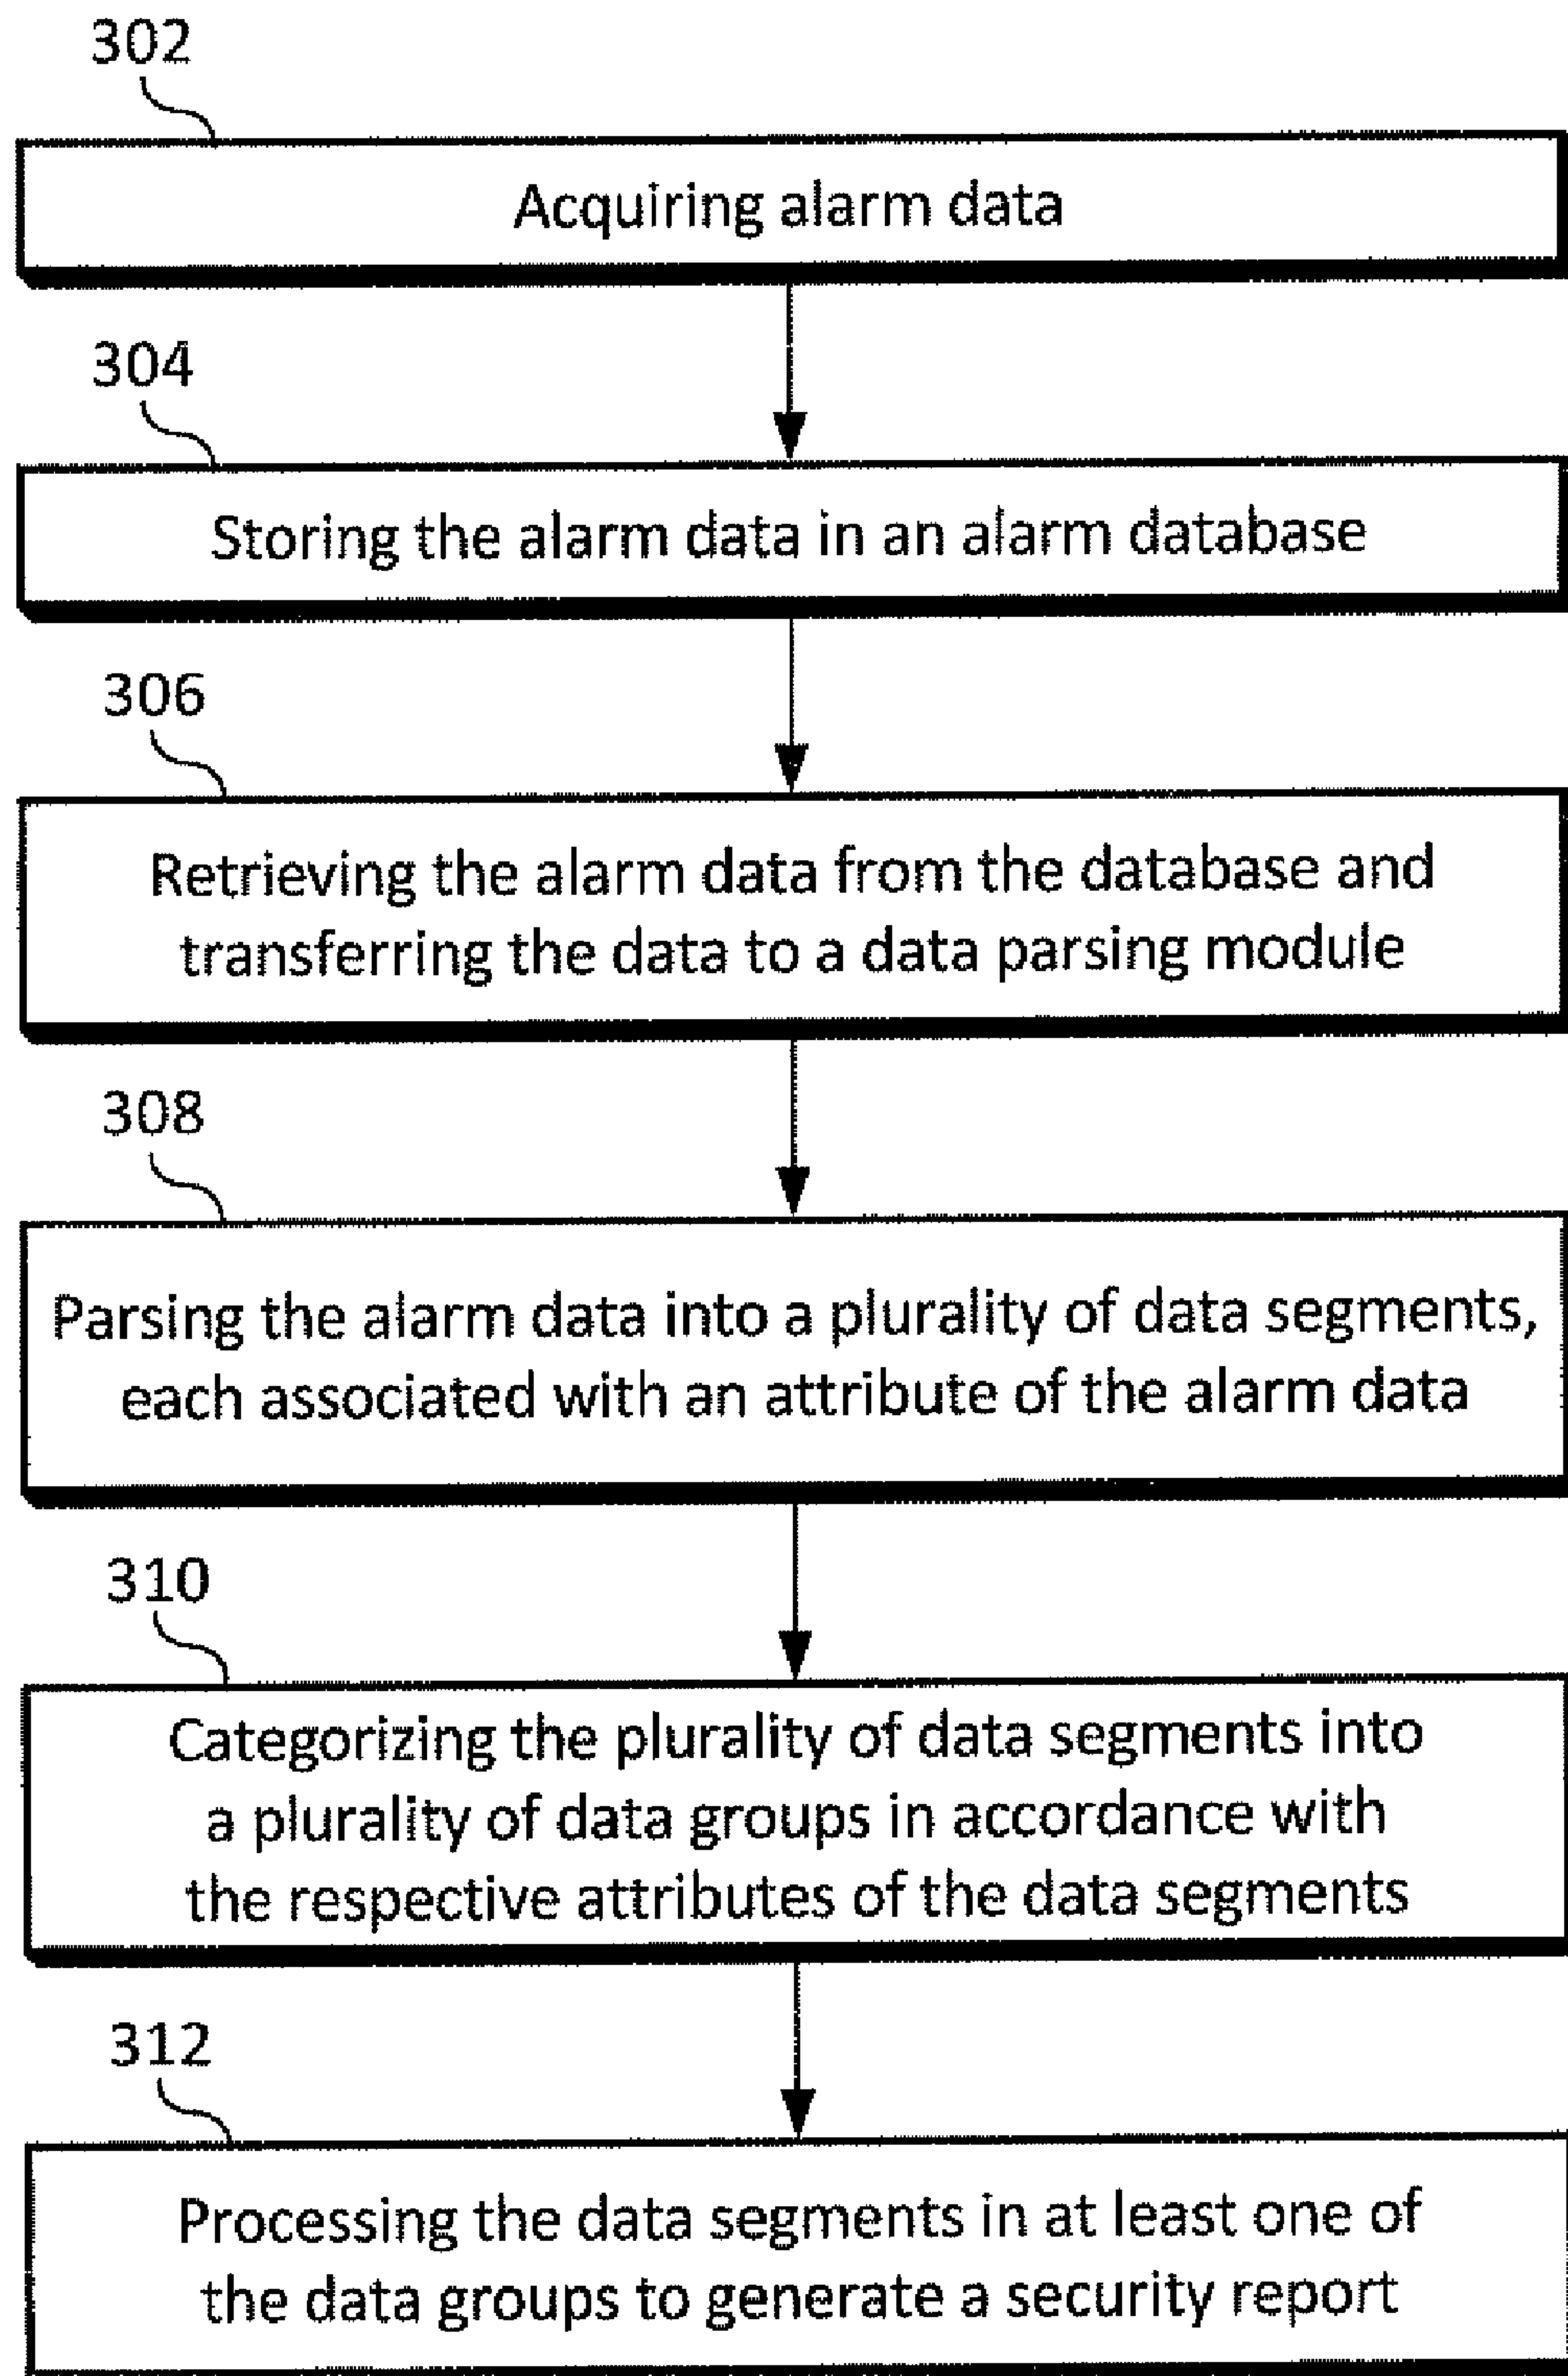 302
Acquiring alarm data
304
Storing the alarm data in an alarm database
306
Retrieving the alarm data from the database and
transferring the data to a data parsing module
308
Parsing the alarm data into a plurality of data segments,
each associated with an attribute of the alarm data
310
Categorizing the plurality of data segments into
a plurality of data groups in accordance with
the respective attributes of the data segments
312
Processing the data segments in at least one of
the data groups to generate a security report